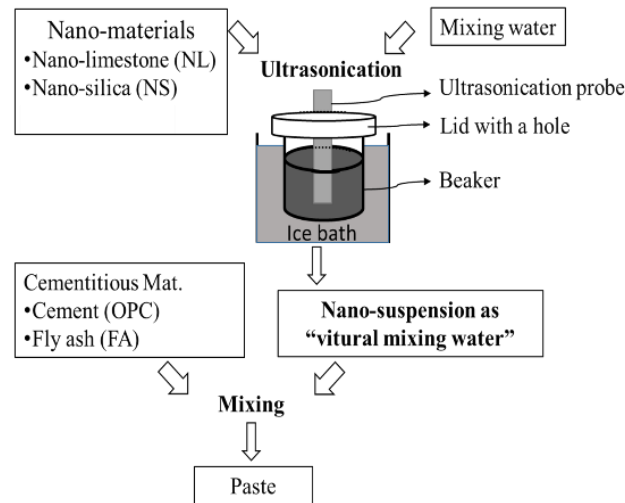 Nano-materials
•Nano-limestone (NL)
•Nano-silica (NS)
Mixing water
Ultrasonication
Ultrasonication probe
Lid with a hole
Beaker
Ice bath
Cementitious Mat.
•Cement (OPC)
•Fly ash (FA)
Nano-suspension as
“vitural mixing water”
Mixing
Paste